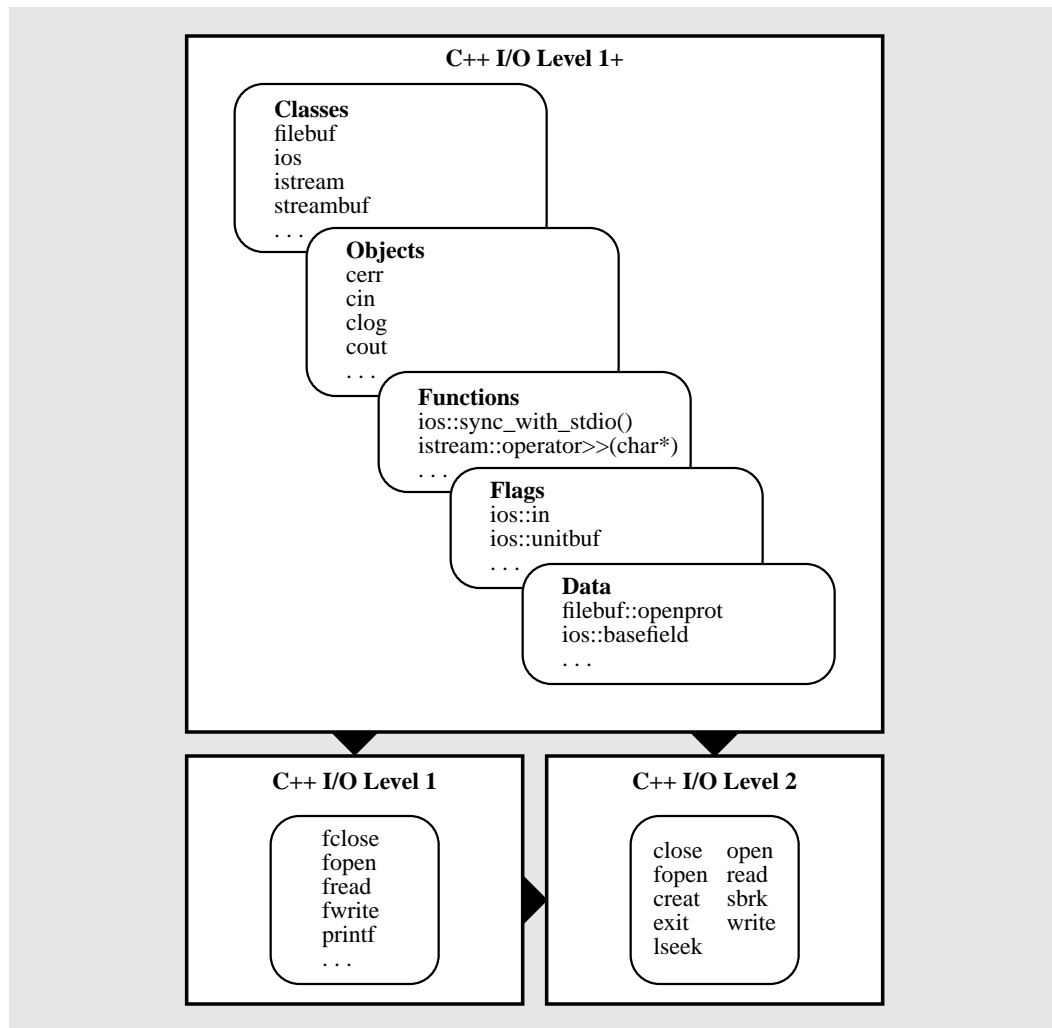 C++ I/O Level 1+
Classes
filebuf
ios
istream
streambuf
. . .
Objects
cerr
cin
clog
cout
. . .
Functions
ios::sync_with_stdio()
istream::operator>>(char*)
. . .
Flags
ios::in
ios::unitbuf
. . .
Data
filebuf::openprot
ios::basefield
. . .
C++ I/O Level 1
fclose
fopen
fread
fwrite
printf
. . .
C++ I/O Level 2
close open
fopen read
creat sbrk
exit write
lseek